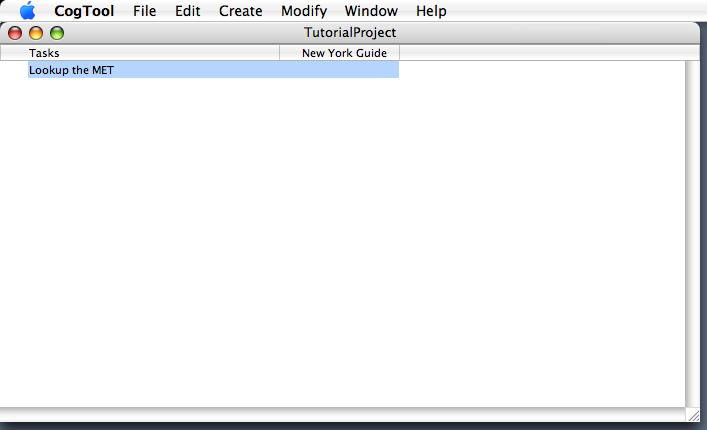 CogTool File Edit Create Modify Window Help
TutorialProject
Tasks New York Guide
Lookup the MET